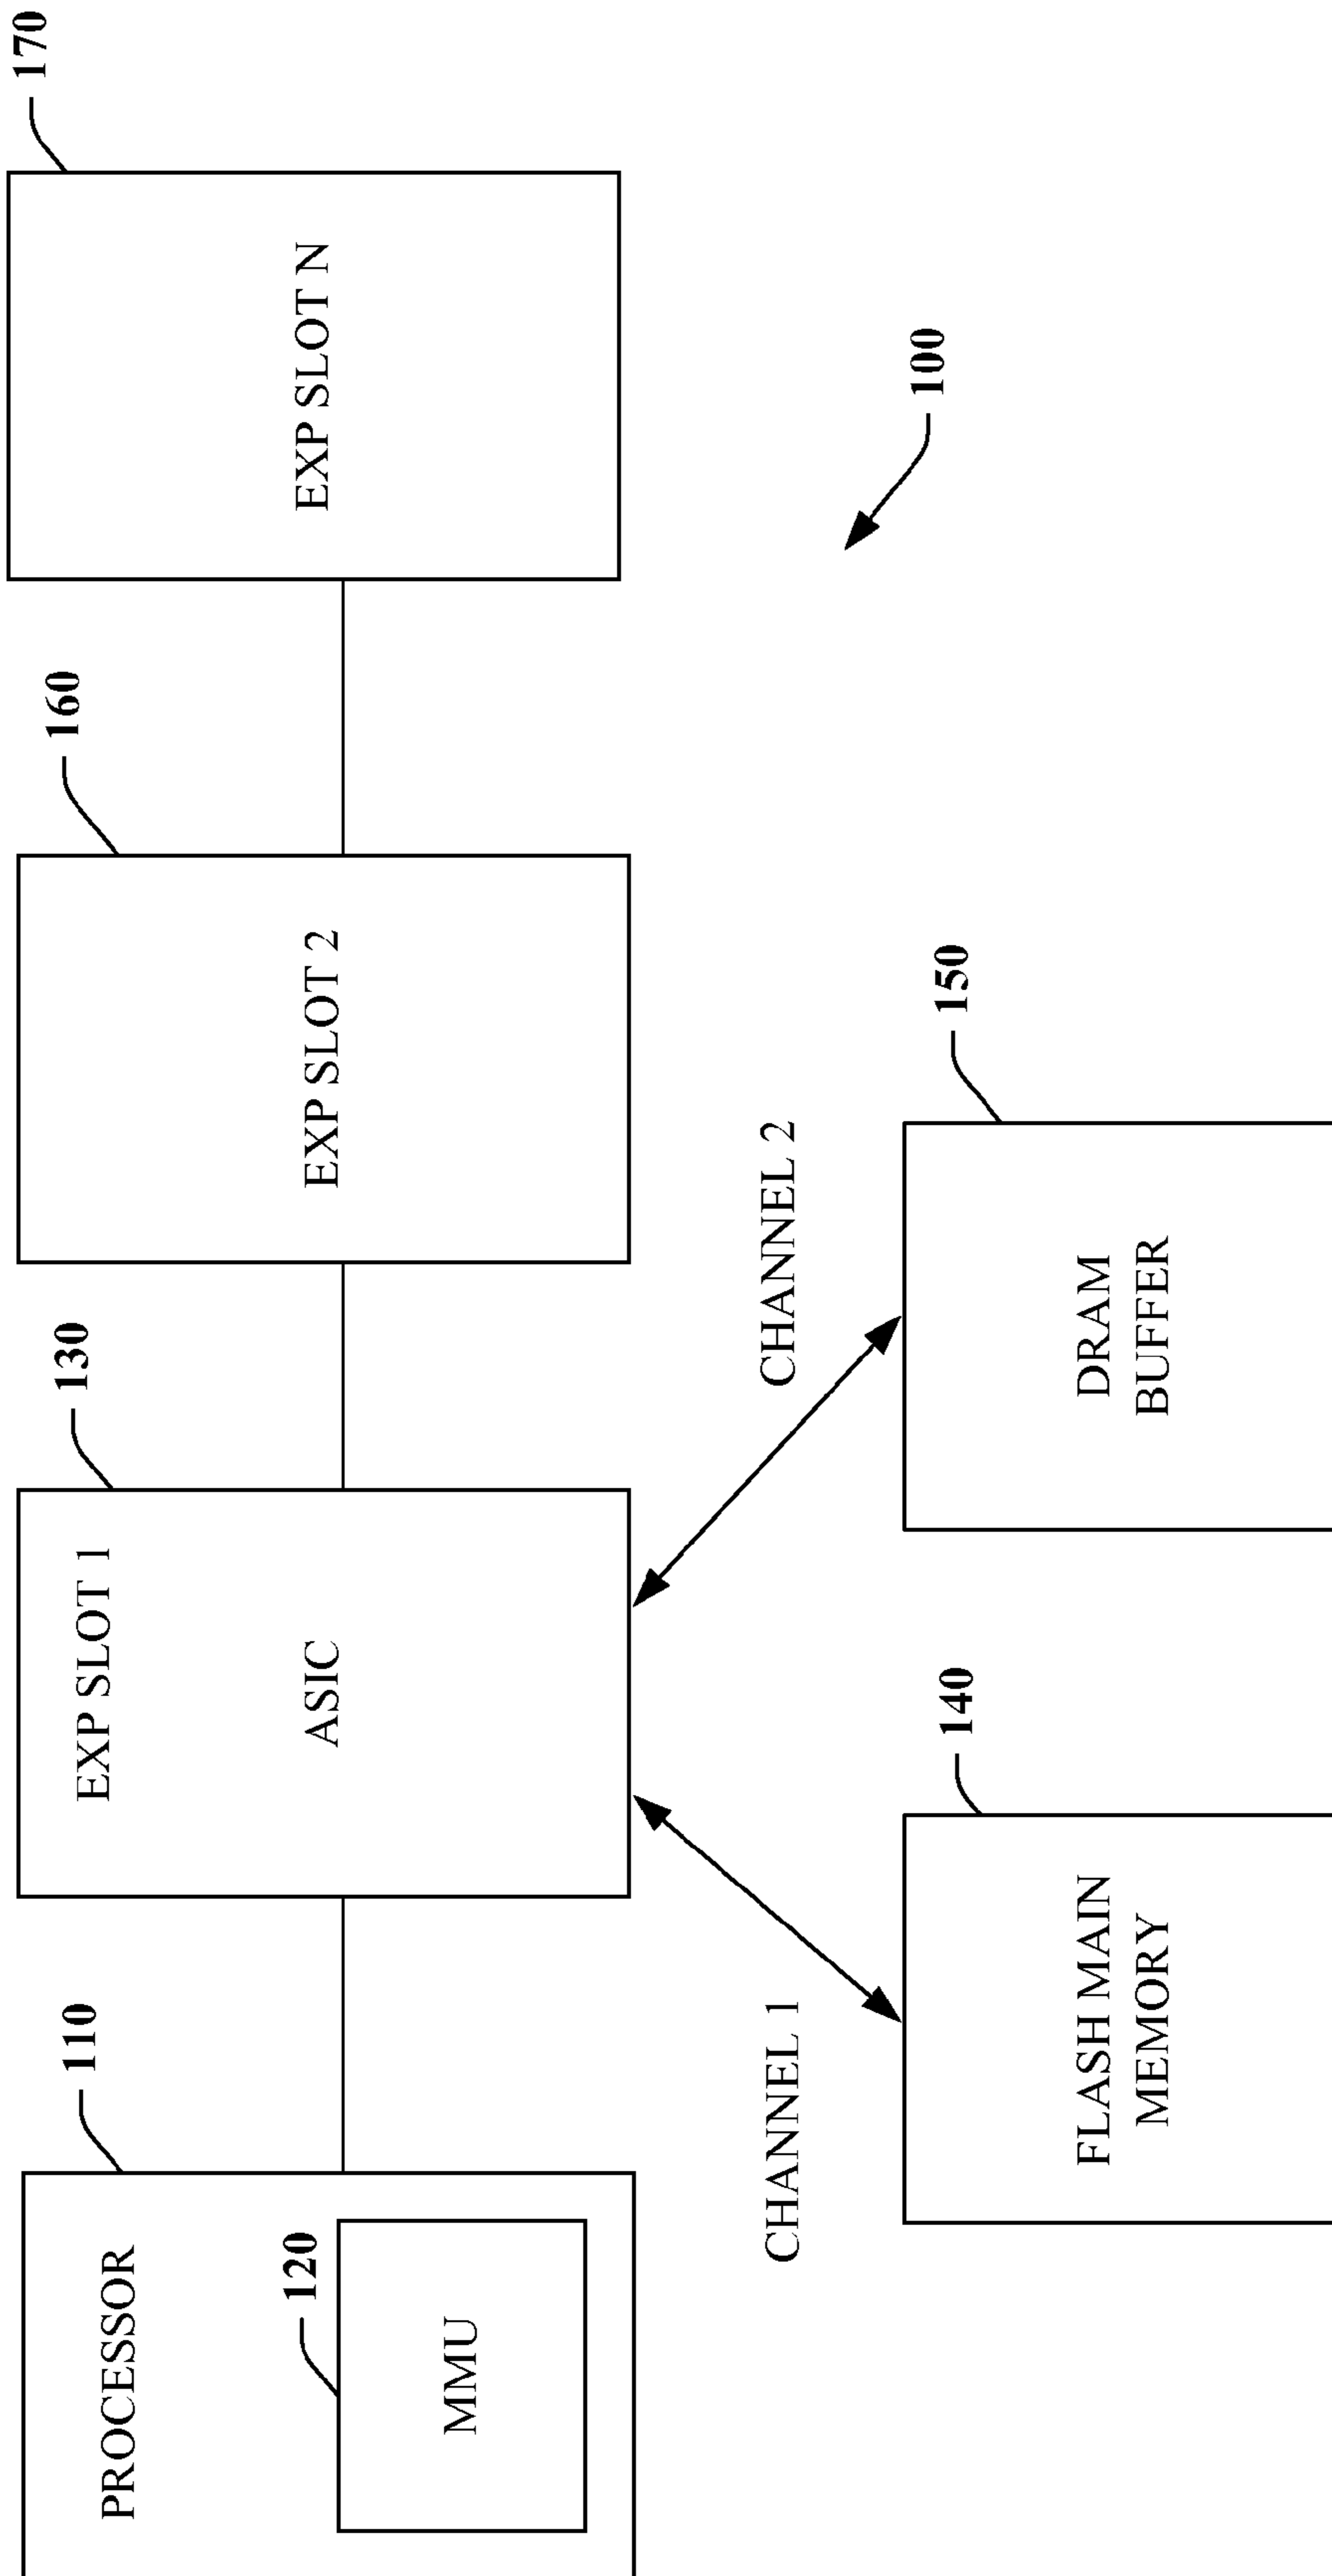 110
PROCESSOR
120
MMU
130
EXP SLOT 1
ASIC
160
EXP SLOT 2
170
EXP SLOT N
CHANNEL 1
CHANNEL 2
100
140
FLASH MAIN
MEMORY
150
DRAM
BUFFER